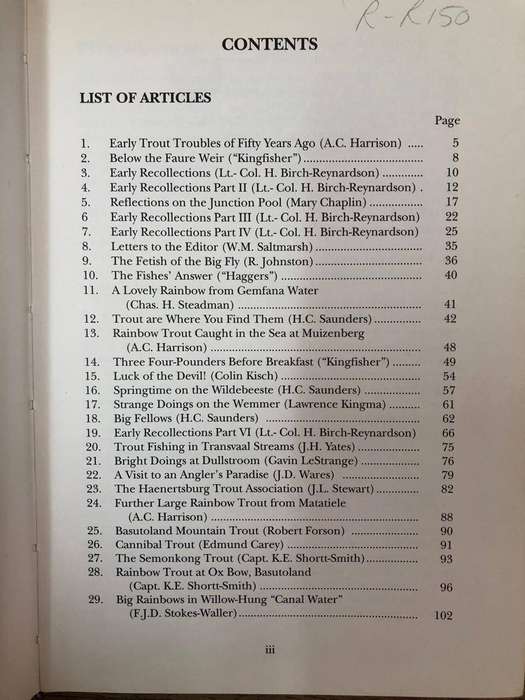 R-R150
CONTENTS
LIST OF ARTICLES
Page
1. Early Trout Troubles of Fifty Years Ago (A.C. Harrison) ..... 5
2. Below the Faure Weir (“Kingfisher”) ....................................... 8
3. Early Recollections (Lt.- Col. H. Birch-Reynardson) ............. 10
4. Early Recollections Part II (Lt.- Col. H. Birch-Reynardson) . 12
5. Reflections on the Junction Pool (Mary Chaplin) .................. 17
6 Early Recollections Part III (Lt.- Col. H. Birch-Reynardson) 22
7. Early Recollections Part IV (Lt.- Col. H. Birch-Reynardson) 25
8. Letters to the Editor (W.M. Saltmarsh) ................................... 35
9. The Fetish of the Big Fly (R. Johnston) ................................... 36
10. The Fishes’ Answer (“Haggers”) .............................................. 40
11. A Lovely Rainbow from Gemfana Water
(Chas. H. Steadman) ............................................................ 41
12. Trout are Where You Find Them (H.C. Saunders) ............... 42
13. Rainbow Trout Caught in the Sea at Muizenberg
(A.C. Harrison) .................................................................... 48
14. Three Four-Pounders Before Breakfast (“Kingfisher”) ......... 49
15. Luck of the Devil! (Colin Kisch) .............................................. 54
16. Springtime on the Wildebeeste (H.C. Saunders) .................. 57
17. Strange Doings on the Wemmer (Lawrence Kingma) .......... 61
18. Big Fellows (H.C. Saunders) .................................................. 62
19. Early Recollections Part VI (Lt.- Col. H. Birch-Reynardson) 66
20. Trout Fishing in Transvaal Streams (J.H. Yates) .................... 75
21. Bright Doings at Dullstroom (Gavin LeStrange) ................... 76
22. A Visit to an Angler’s Paradise (J.D. Wares) ......................... 79
23. The Haenertsburg Trout Association (J.L. Stewart) .............. 82
24. Further Large Rainbow Trout from Matatiele
(A.C. Harrison) .................................................................... 88
25. Basutoland Mountain Trout (Robert Forson) ...................... 90
26. Cannibal Trout (Edmund Carey) ........................................... 91
27. The Semonkong Trout (Capt. K.E. Shortt-Smith) ................. 93
28. Rainbow Trout at Ox Bow, Basutoland
(Capt. K.E. Shortt-Smith) ..................................................... 96
29. Big Rainbows in Willow-Hung “Canal Water”
(F.J.D. Stokes-Waller) .......................................................... 102
iii